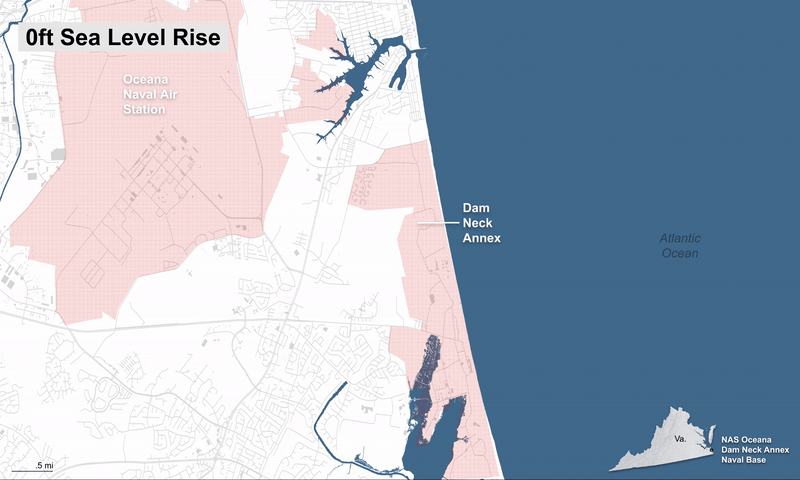 0ft Sea Level Rise
Oceana
Naval Air
Station
Dam
Neck
Annex
Atlantic
Ocean
Va.
NAS Oceana
Dam Neck Annex
Naval Base
.5 mi